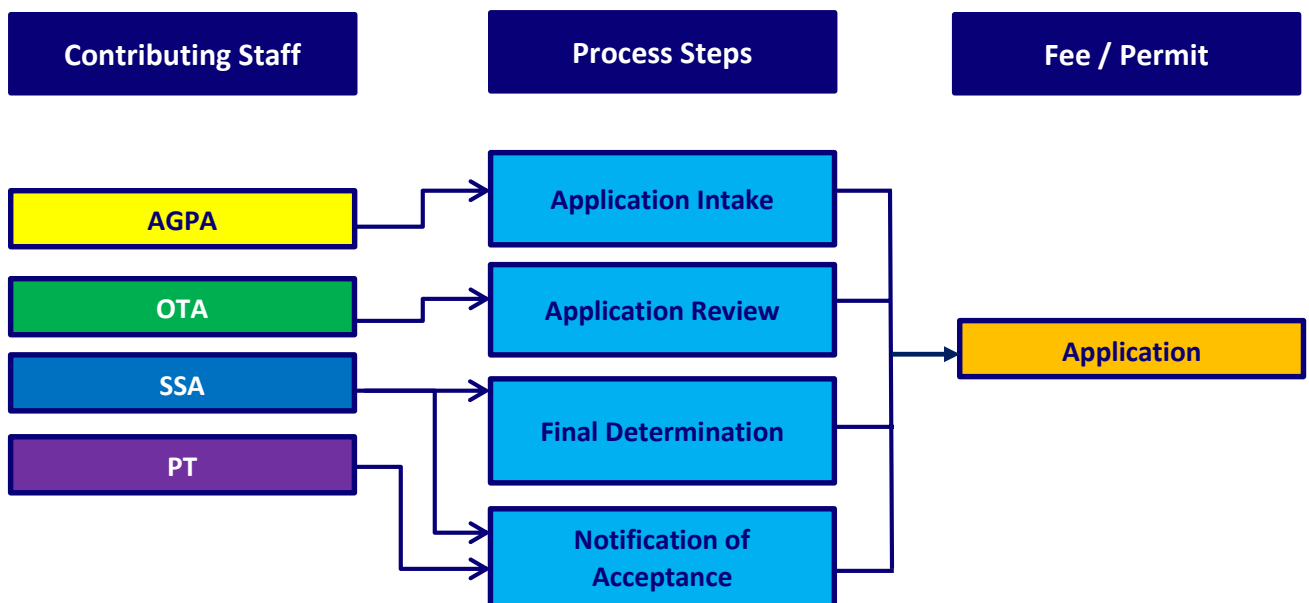 Contributing Staff
Process Steps
Fee / Permit
AGPA
OTA
SSA
PT
Application Intake
Application Review
Final Determination
Notification of
Acceptance
Application